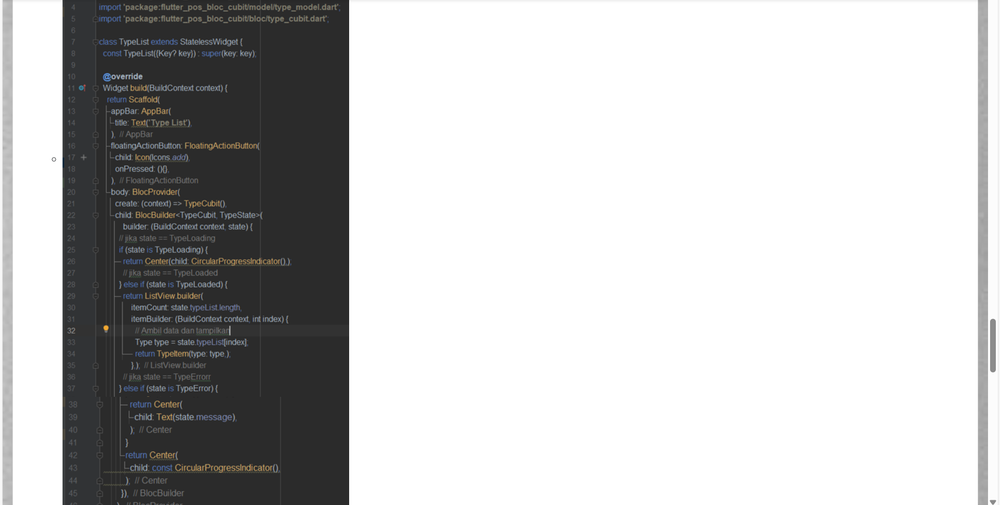 4 import 'package:flutter_pos_bloc_cubit/model/type_model.dart';
5 import 'package:flutter_pos_bloc_cubit/bloc/type_cubit.dart';
6
7 class TypeList extends StatelessWidget {
8 const TypeList({Key? key}) : super(key: key);
9
10 @override
11 Widget build(BuildContext context) {
12 return Scaffold(
13 appBar: AppBar(
14 title: Text('Type List'),
15 ), // AppBar
16 floatingActionButton: FloatingActionButton(
17 child: Icon(Icons.add),
18 onPressed: (){},
19 ), // FloatingActionButton
20 body: BlocProvider(
21 create: (context) => TypeCubit(),
22 child: BlocBuilder<TypeCubit, TypeState>(
23 builder: (BuildContext context, state) {
24 // jika state == TypeLoading
25 if (state is TypeLoading) {
26 return Center(child: CircularProgressIndicator(),);
27 // jika state == TypeLoaded
28 } else if (state is TypeLoaded) {
29 return ListView.builder(
30 itemCount: state.typeList.length,
31 itemBuilder: (BuildContext context, int index) {
32 // Ambil data dan tampilkan
33 Type type = state.typeList[index];
34 return TypeItem(type: type,);
35 },); // ListView.builder
36 // jika state == TypeErrorr
37 } else if (state is TypeError) {
38 return Center(
39 child: Text(state.message),
40 ); // Center
41 }
42 return Center(
43 child: const CircularProgressIndicator(),
44 ); // Center
45 }), // BlocBuilder
46 ), // BlocProvider